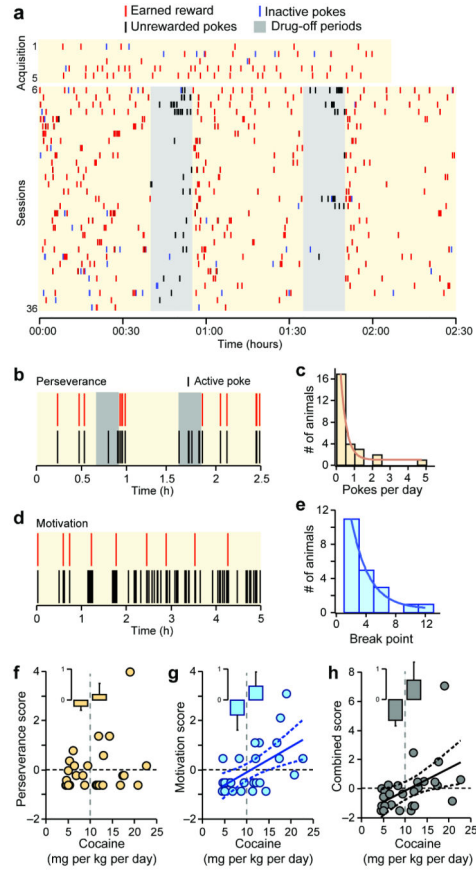 a
Earned reward
Inactive pokes
Unrewarded pokes
Drug-off periods
Acquisition
1
5
6
Sessions
36
00:00 00:30 01:00 01:30 02:00 02:30
Time (hours)
b
Perseverance
Active poke
0 0.5 1.0 1.5 2.0 2.5
Time (h)
c
# of animals
16
12
8
4
0
0 1 2 3 4 5
Pokes per day
d
Motivation
0 1 2 3 4 5
Time (h)
e
# of animals
12
8
4
0
0 4 8 12
Break point
f
Perserverance score
4
2
0
−2
1
0
0 5 10 15 20 25
Cocaine
(mg per kg per day)
g
Motivation score
4
2
0
−2
1
0
0 5 10 15 20 25
Cocaine
(mg per kg per day)
h
Combined score
8
6
4
2
0
−2
1
0
0 5 10 15 20 25
Cocaine
(mg per kg per day)